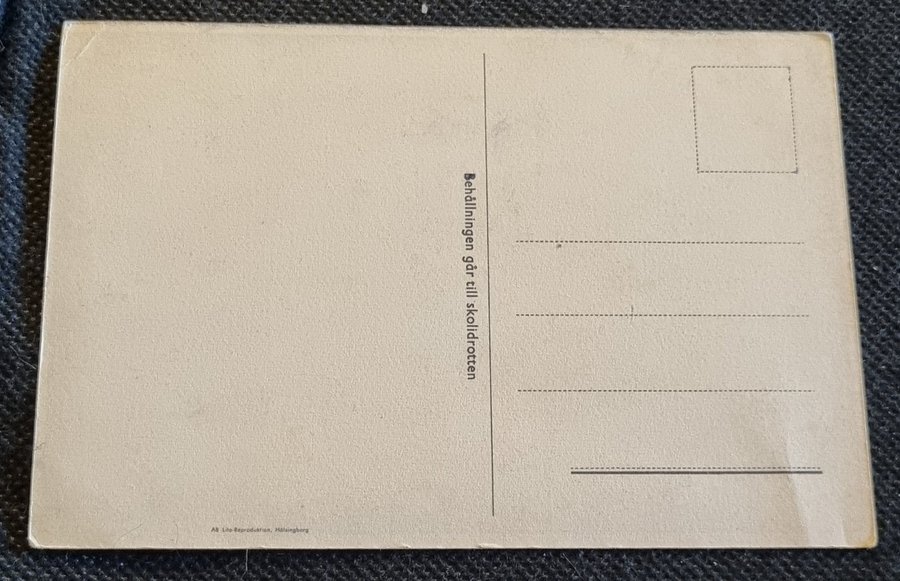 Behållningen går till skolidrotten
AB Lito-Reproduktion, Hälsingborg